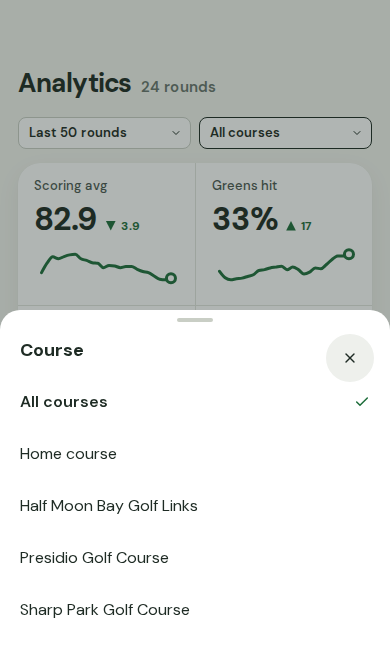 Analytics 24 rounds
Last 50 rounds All courses
Scoring avg Greens hit
82.9 ▼ 3.9 33% ▲ 17
Course
All courses
Home course
Half Moon Bay Golf Links
Presidio Golf Course
Sharp Park Golf Course